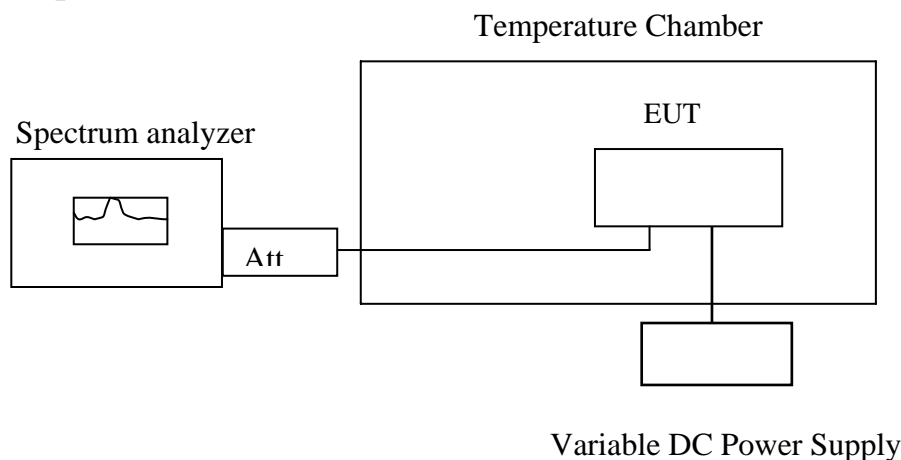 Temperature Chamber
EUT
Spectrum analyzer
Att
Variable DC Power Supply